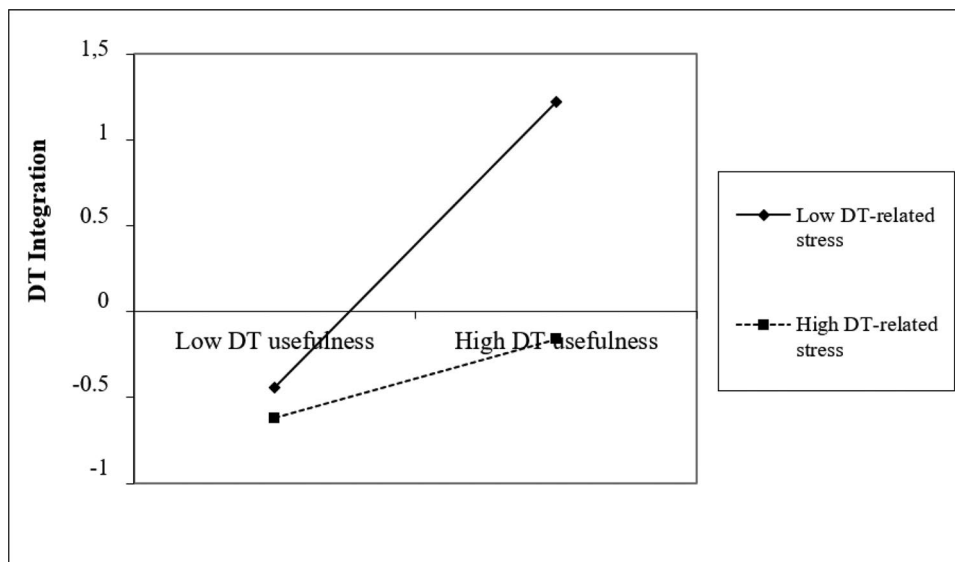 1,5
1
0.5
0
-0.5
-1
DT Integration
Low DT usefulness
High DT usefulness
Low DT-related
stress
High DT-related
stress